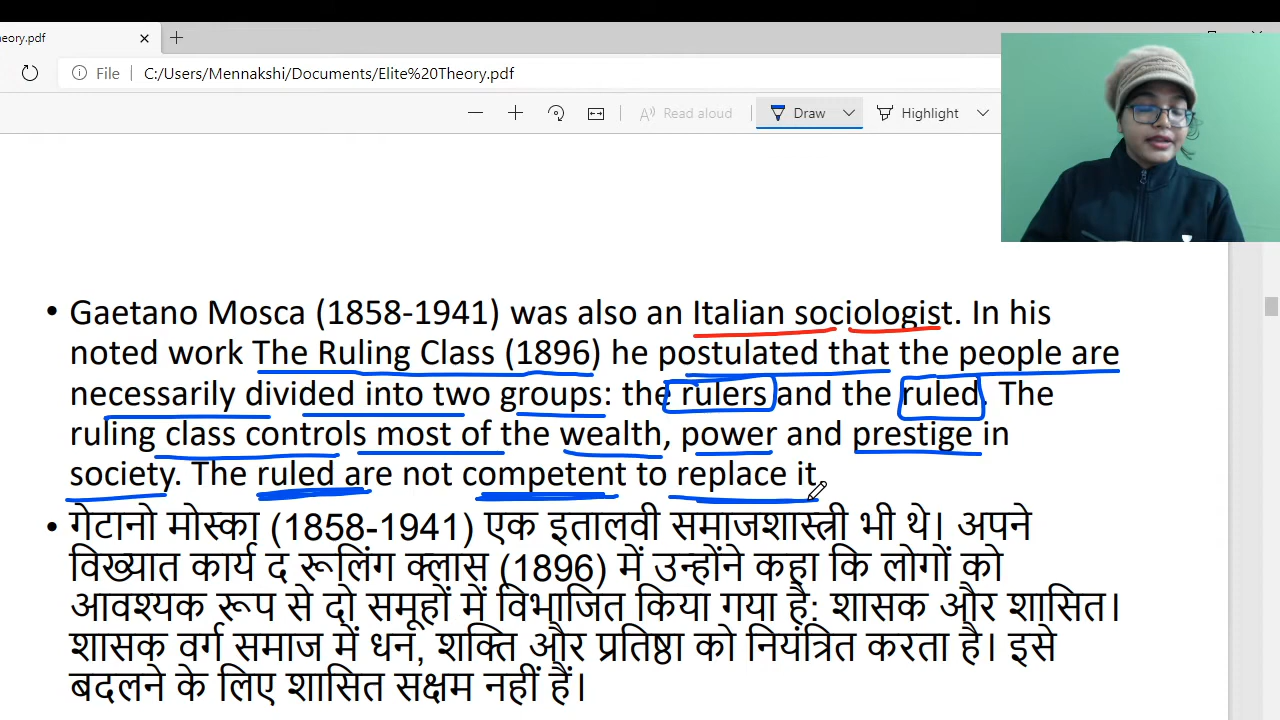 eory.pdf
File C:/Users/Mennakshi/Documents/Elite%20Theory.pdf
Read aloud Draw Highlight
• Gaetano Mosca (1858-1941) was also an Italian sociologist. In his
noted work The Ruling Class (1896) he postulated that the people are
necessarily divided into two groups: the rulers and the ruled. The
ruling class controls most of the wealth, power and prestige in
society. The ruled are not competent to replace it.
• गेटानो मोस्का (1858-1941) एक इतालवी समाजशास्त्री भी थे। अपने
विख्यात कार्य द रूलिंग क्लास (1896) में उन्होंने कहा कि लोगों को
आवश्यक रूप से दो समूहों में विभाजित किया गया है: शासक और शासित।
शासक वर्ग समाज में धन, शक्ति और प्रतिष्ठा को नियंत्रित करता है। इसे
बदलने के लिए शासित सक्षम नहीं हैं।